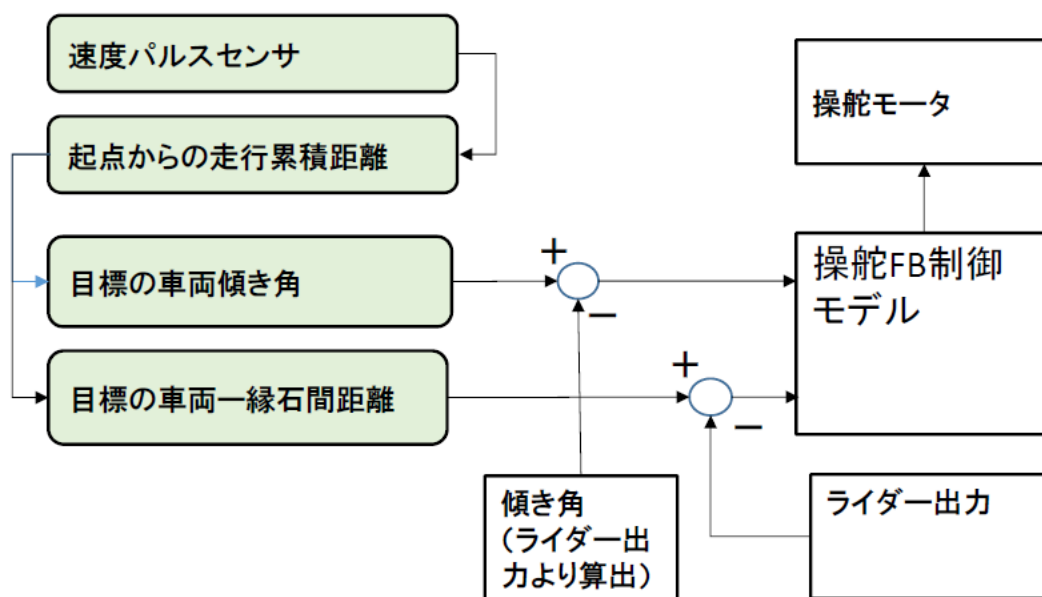 速度パルスセンサ
起点からの走行累積距離
目標の車両傾き角
目標の車両ー縁石間距離
操舵モータ
操舵FB制御
モデル
+
−
+
−
傾き角
(ライダー出
力より算出)
ライダー出力